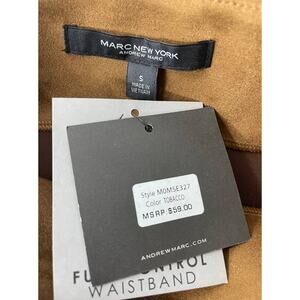 MARC NEW YORK
ANDREW MARC
S
MADE IN
VIETNAM
Style M0MSE327
Color TOBACCO
MSRP $59.00
ANDREWMARC.COM
WAISTBAND